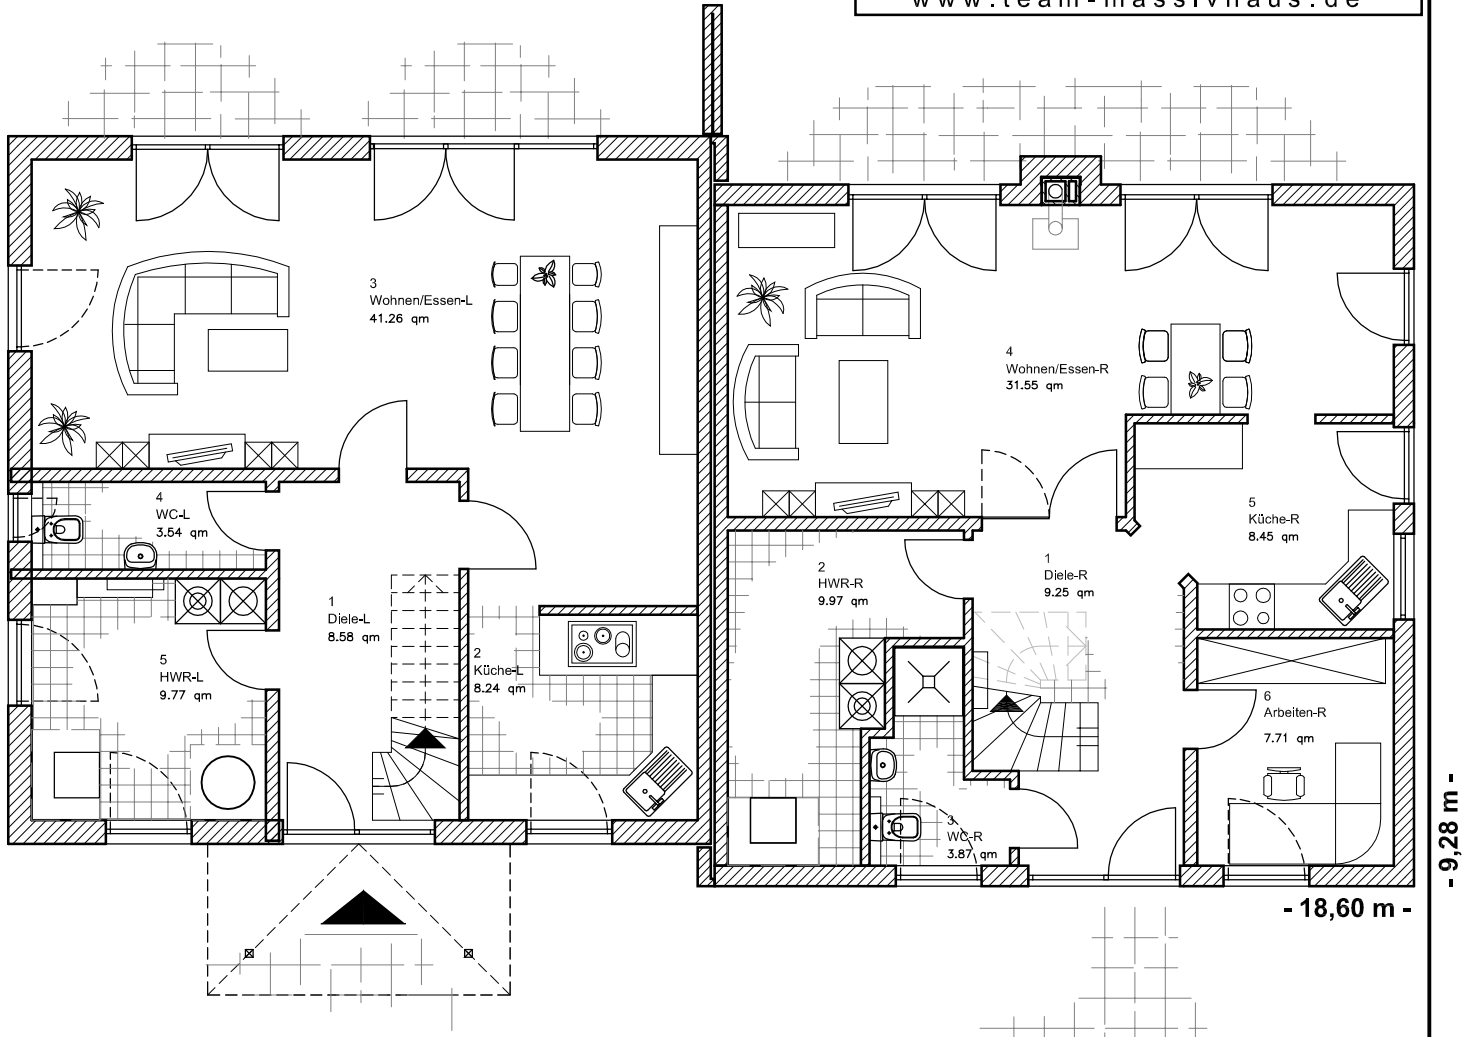 www.team-massivhaus.de
3
Wohnen/Essen-L
41.26 qm
4
Wohnen/Essen-R
31.55 qm
4
WC-L
3.54 qm
5
Küche-R
8.45 qm
1
Diele-L
8.58 qm
2
HWR-R
9.97 qm
1
Diele-R
9.25 qm
5
HWR-L
9.77 qm
2
Küche-L
8.24 qm
6
Arbeiten-R
7.71 qm
3
WC-R
3.87 qm
- 9,28 m -
- 18,60 m -